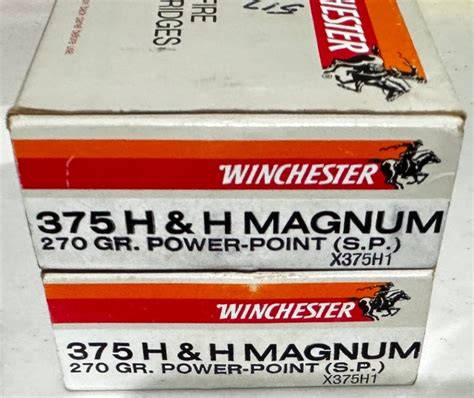 FIRE
RIDGES
517
WINCHESTER
WINCHESTER
375 H & H MAGNUM
270 GR. POWER-POINT (S.P.)
X375H1
WINCHESTER
375 H & H MAGNUM
270 GR. POWER-POINT (S.P.)
X375H1